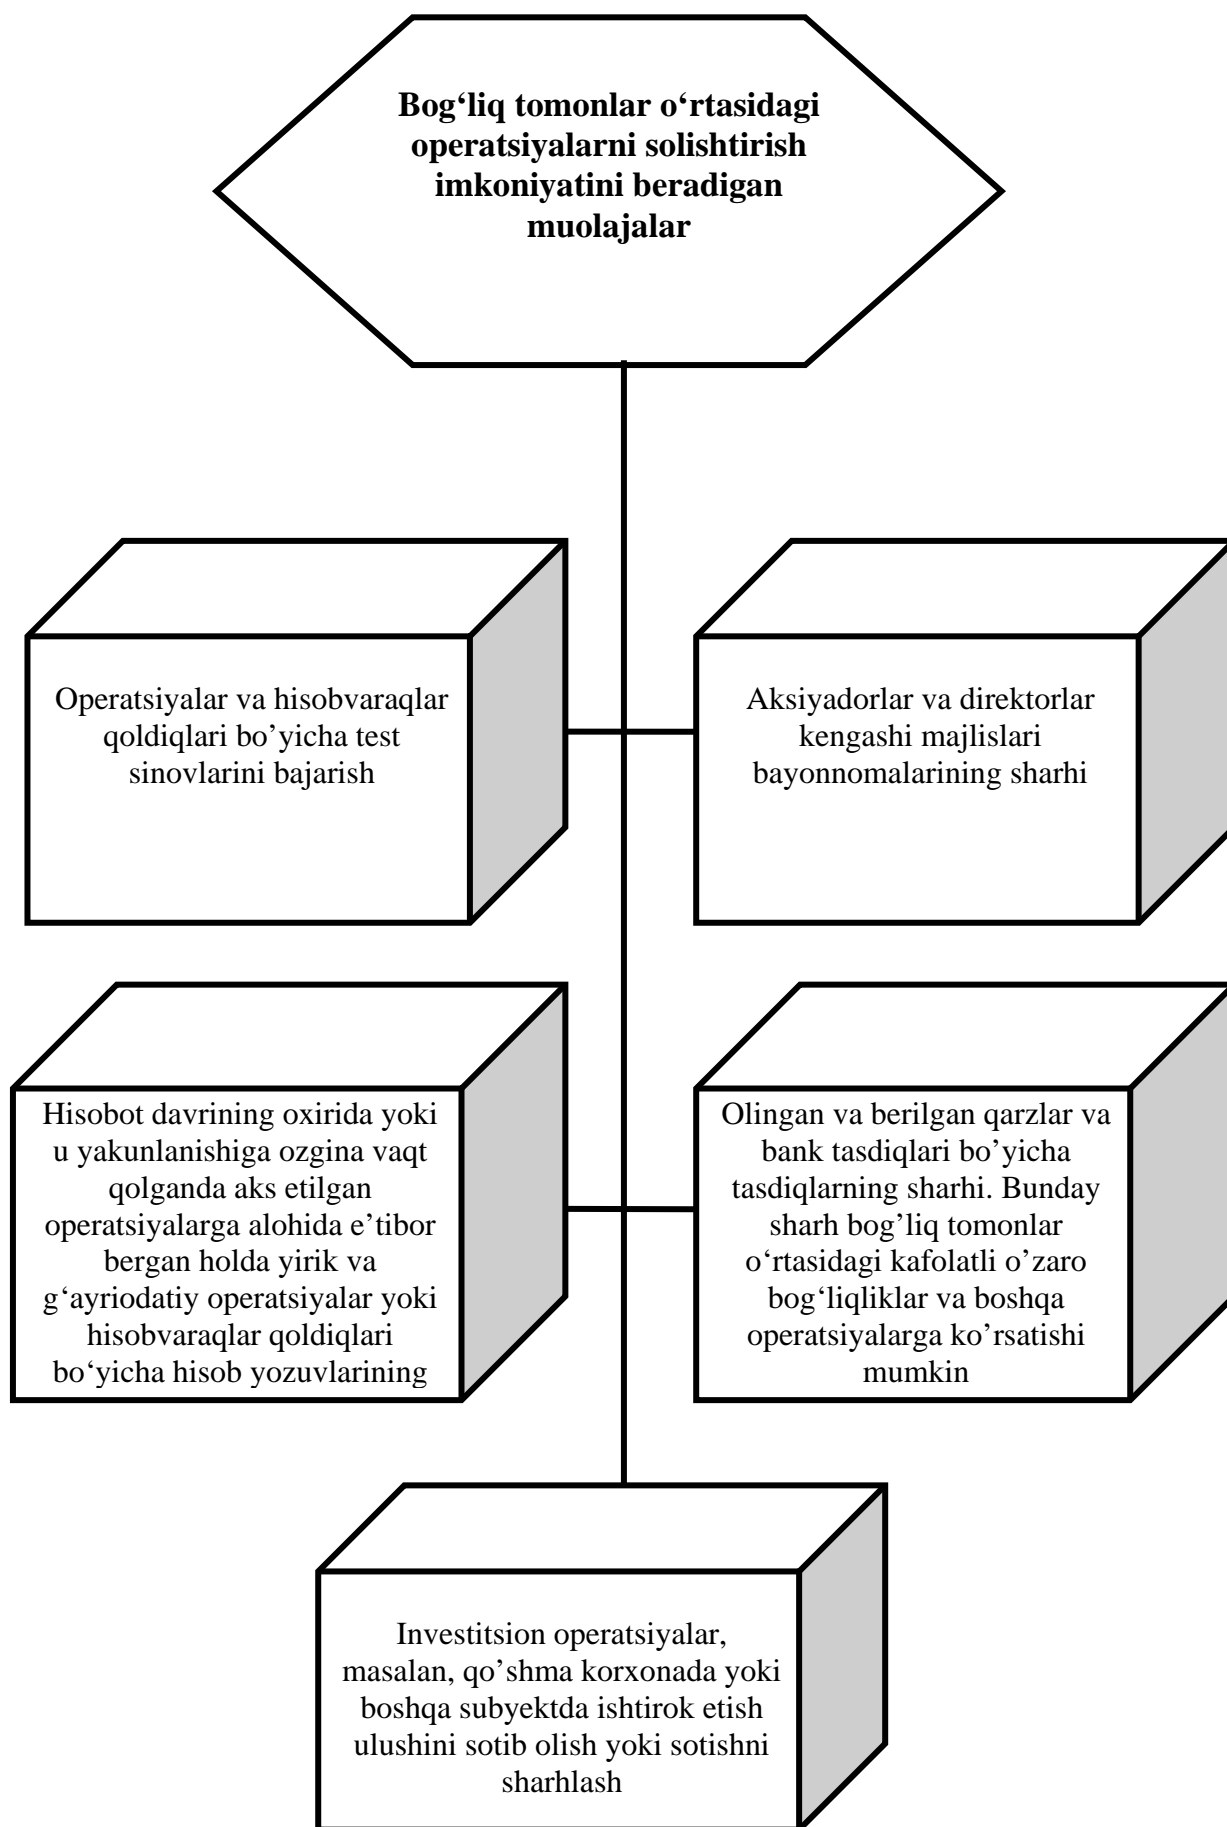 Bog‘liq tomonlar o‘rtasidagi
operatsiyalarni solishtirish
imkoniyatini beradigan
muolajalar
Operatsiyalar va hisobvaraqlar
qoldiqlari bo’yicha test
sinovlarini bajarish
Aksiyadorlar va direktorlar
kengashi majlislari
bayonnomalarining sharhi
Hisobot davrining oxirida yoki
u yakunlanishiga ozgina vaqt
qolganda aks etilgan
operatsiyalarga alohida e’tibor
bergan holda yirik va
g‘ayriodatiy operatsiyalar yoki
hisobvaraqlar qoldiqlari
bo‘yicha hisob yozuvlarining
Olingan va berilgan qarzlar va
bank tasdiqlari bo’yicha
tasdiqlarning sharhi. Bunday
sharh bog’liq tomonlar
o‘rtasidagi kafolatli o’zaro
bog‘liqliklar va boshqa
operatsiyalarga ko’rsatishi
mumkin
Investitsion operatsiyalar,
masalan, qo’shma korxonada yoki
boshqa subyektda ishtirok etish
ulushini sotib olish yoki sotishni
sharhlash